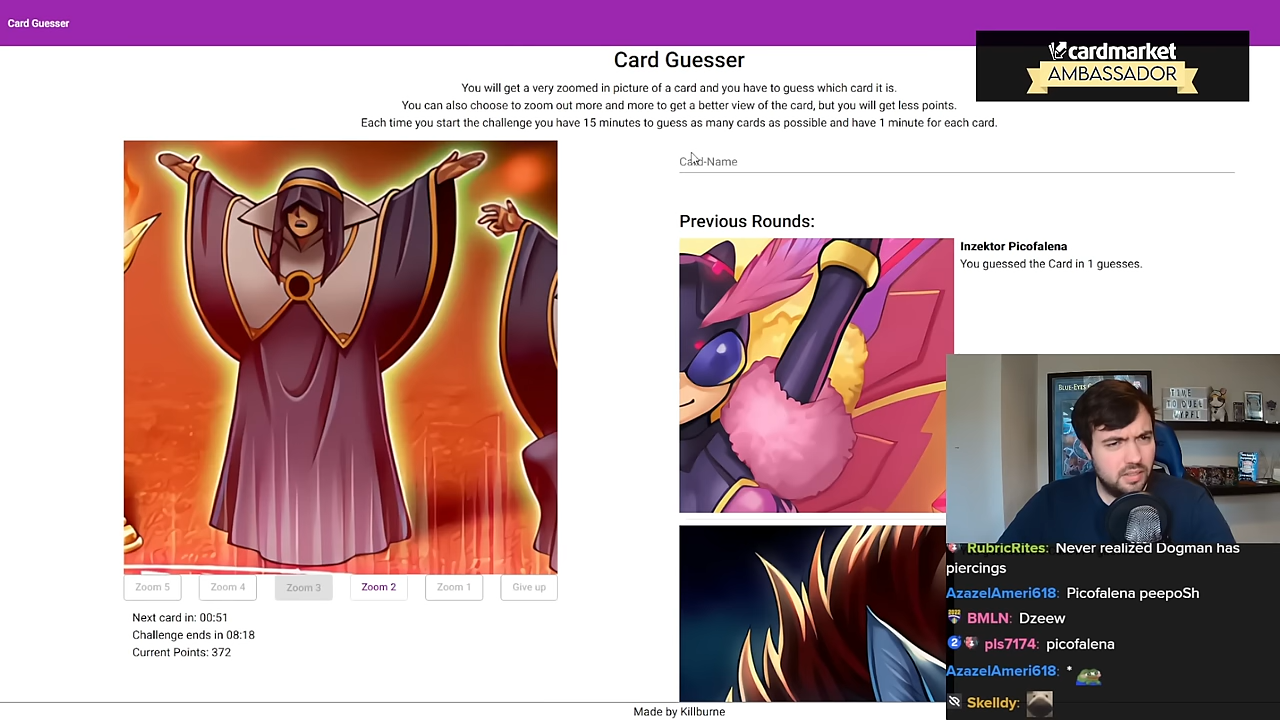 Card Guesser
cardmarket
AMBASSADOR
Card Guesser
You will get a very zoomed in picture of a card and you have to guess which card it is.
You can also choose to zoom out more and more to get a better view of the card, but you will get less points.
Each time you start the challenge you have 15 minutes to guess as many cards as possible and have 1 minute for each card.
Card-Name
Previous Rounds:
Inzektor Picofalena
You guessed the Card in 1 guesses.
BLUE-EYES
TIME
TO DUEL
Zoom 5
Zoom 4
Zoom 3
Zoom 2
Zoom 1
Give up
Next card in: 00:51
Challenge ends in 08:18
Current Points: 372
RubricRites: Never realized Dogman has
piercings
AzazelAmeri618: Picofalena peepoSh
BMLN: Dzeew
2 pls7174: picofalena
AzazelAmeri618: *
Skelldy:
Made by Killburne